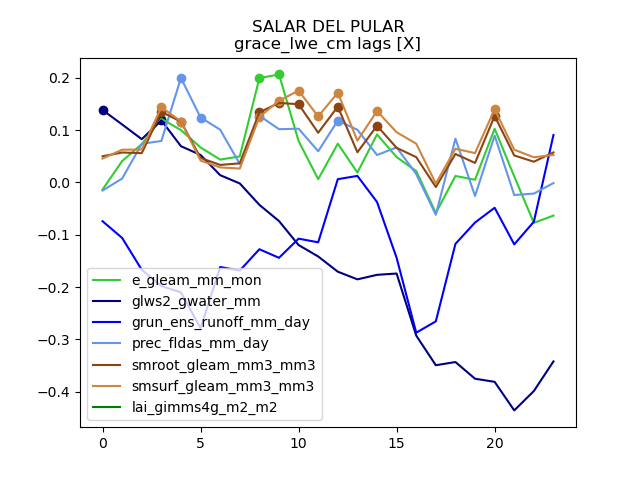 SALAR DEL PULAR
grace_lwe_cm lags [X]
0.2
0.1
0.0
−0.1
−0.2
−0.3
−0.4
e_gleam_mm_mon
glws2_gwater_mm
grun_ens_runoff_mm_day
prec_fldas_mm_day
smroot_gleam_mm3_mm3
smsurf_gleam_mm3_mm3
lai_gimms4g_m2_m2
0 5 10 15 20